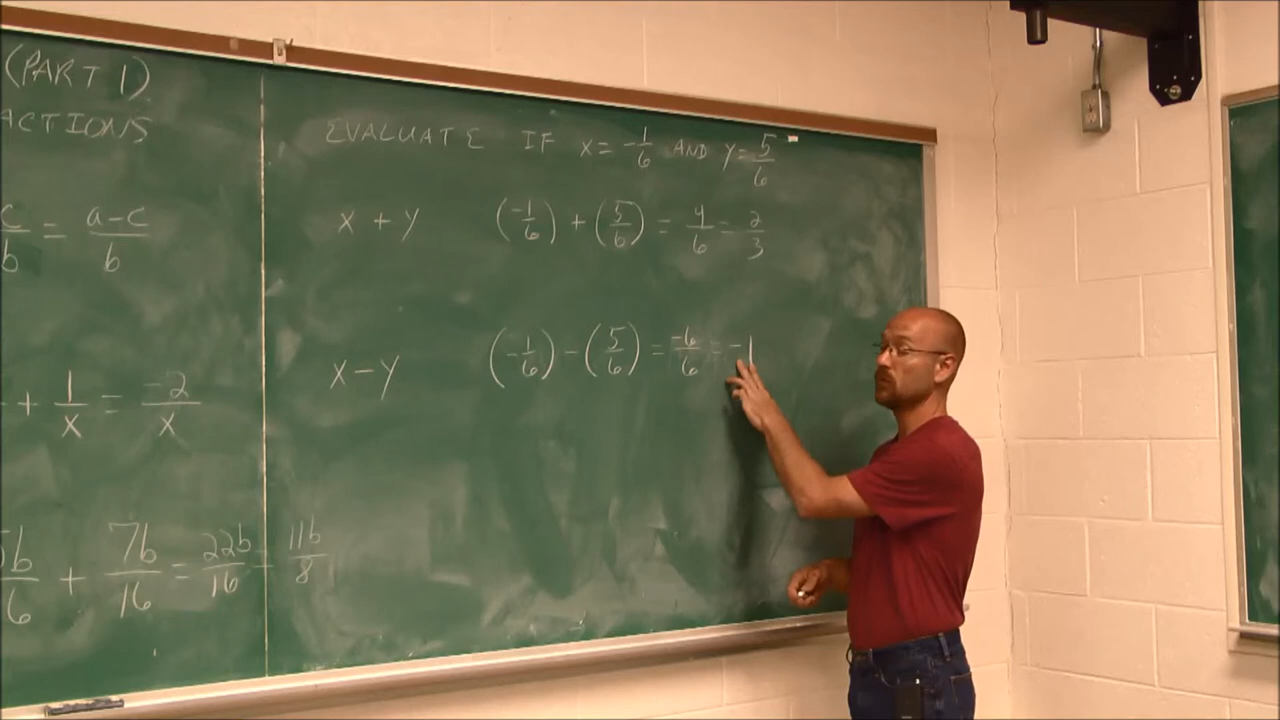 (PART 1)
ACTIONS
c/b = a-c/b
+ 1/x = -2/x
5b/6 + 7b/16 = 22b/16 = 11b/8
EVALUATE IF x = -1/6 AND y = 5/6
x + y (-1/6) + (5/6) = 4/6 = 2/3
x - y (-1/6) - (5/6) = -6/6 = -1